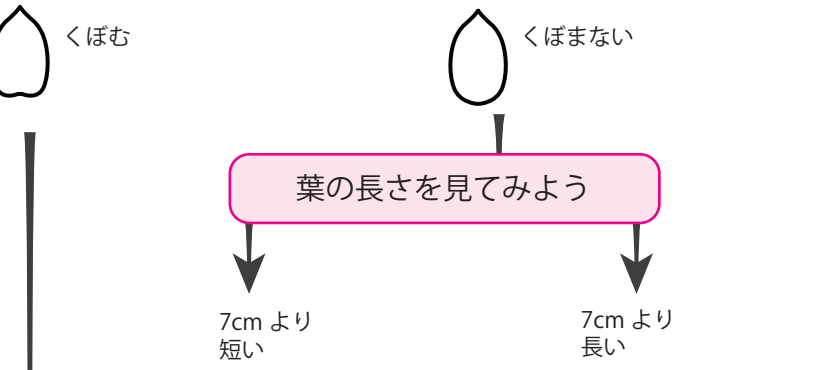 くぼむ
くぼまない
葉の長さを見てみよう
7cm より
短い
7cm より
長い